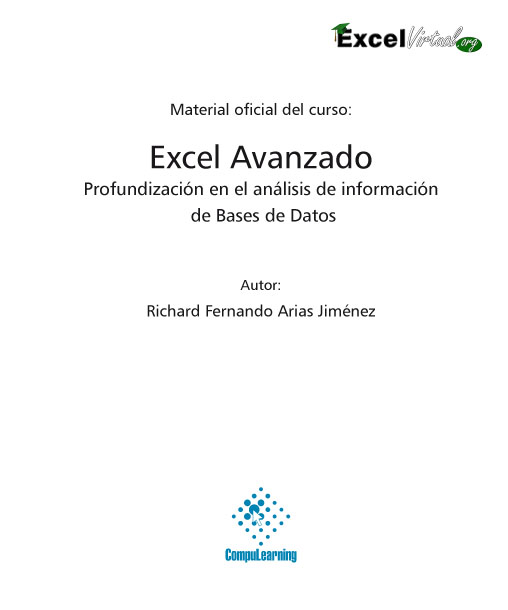 ExcelVirtual.org
Material oficial del curso:
Excel Avanzado
Profundización en el análisis de información
de Bases de Datos
Autor:
Richard Fernando Arias Jiménez
CompuLearning